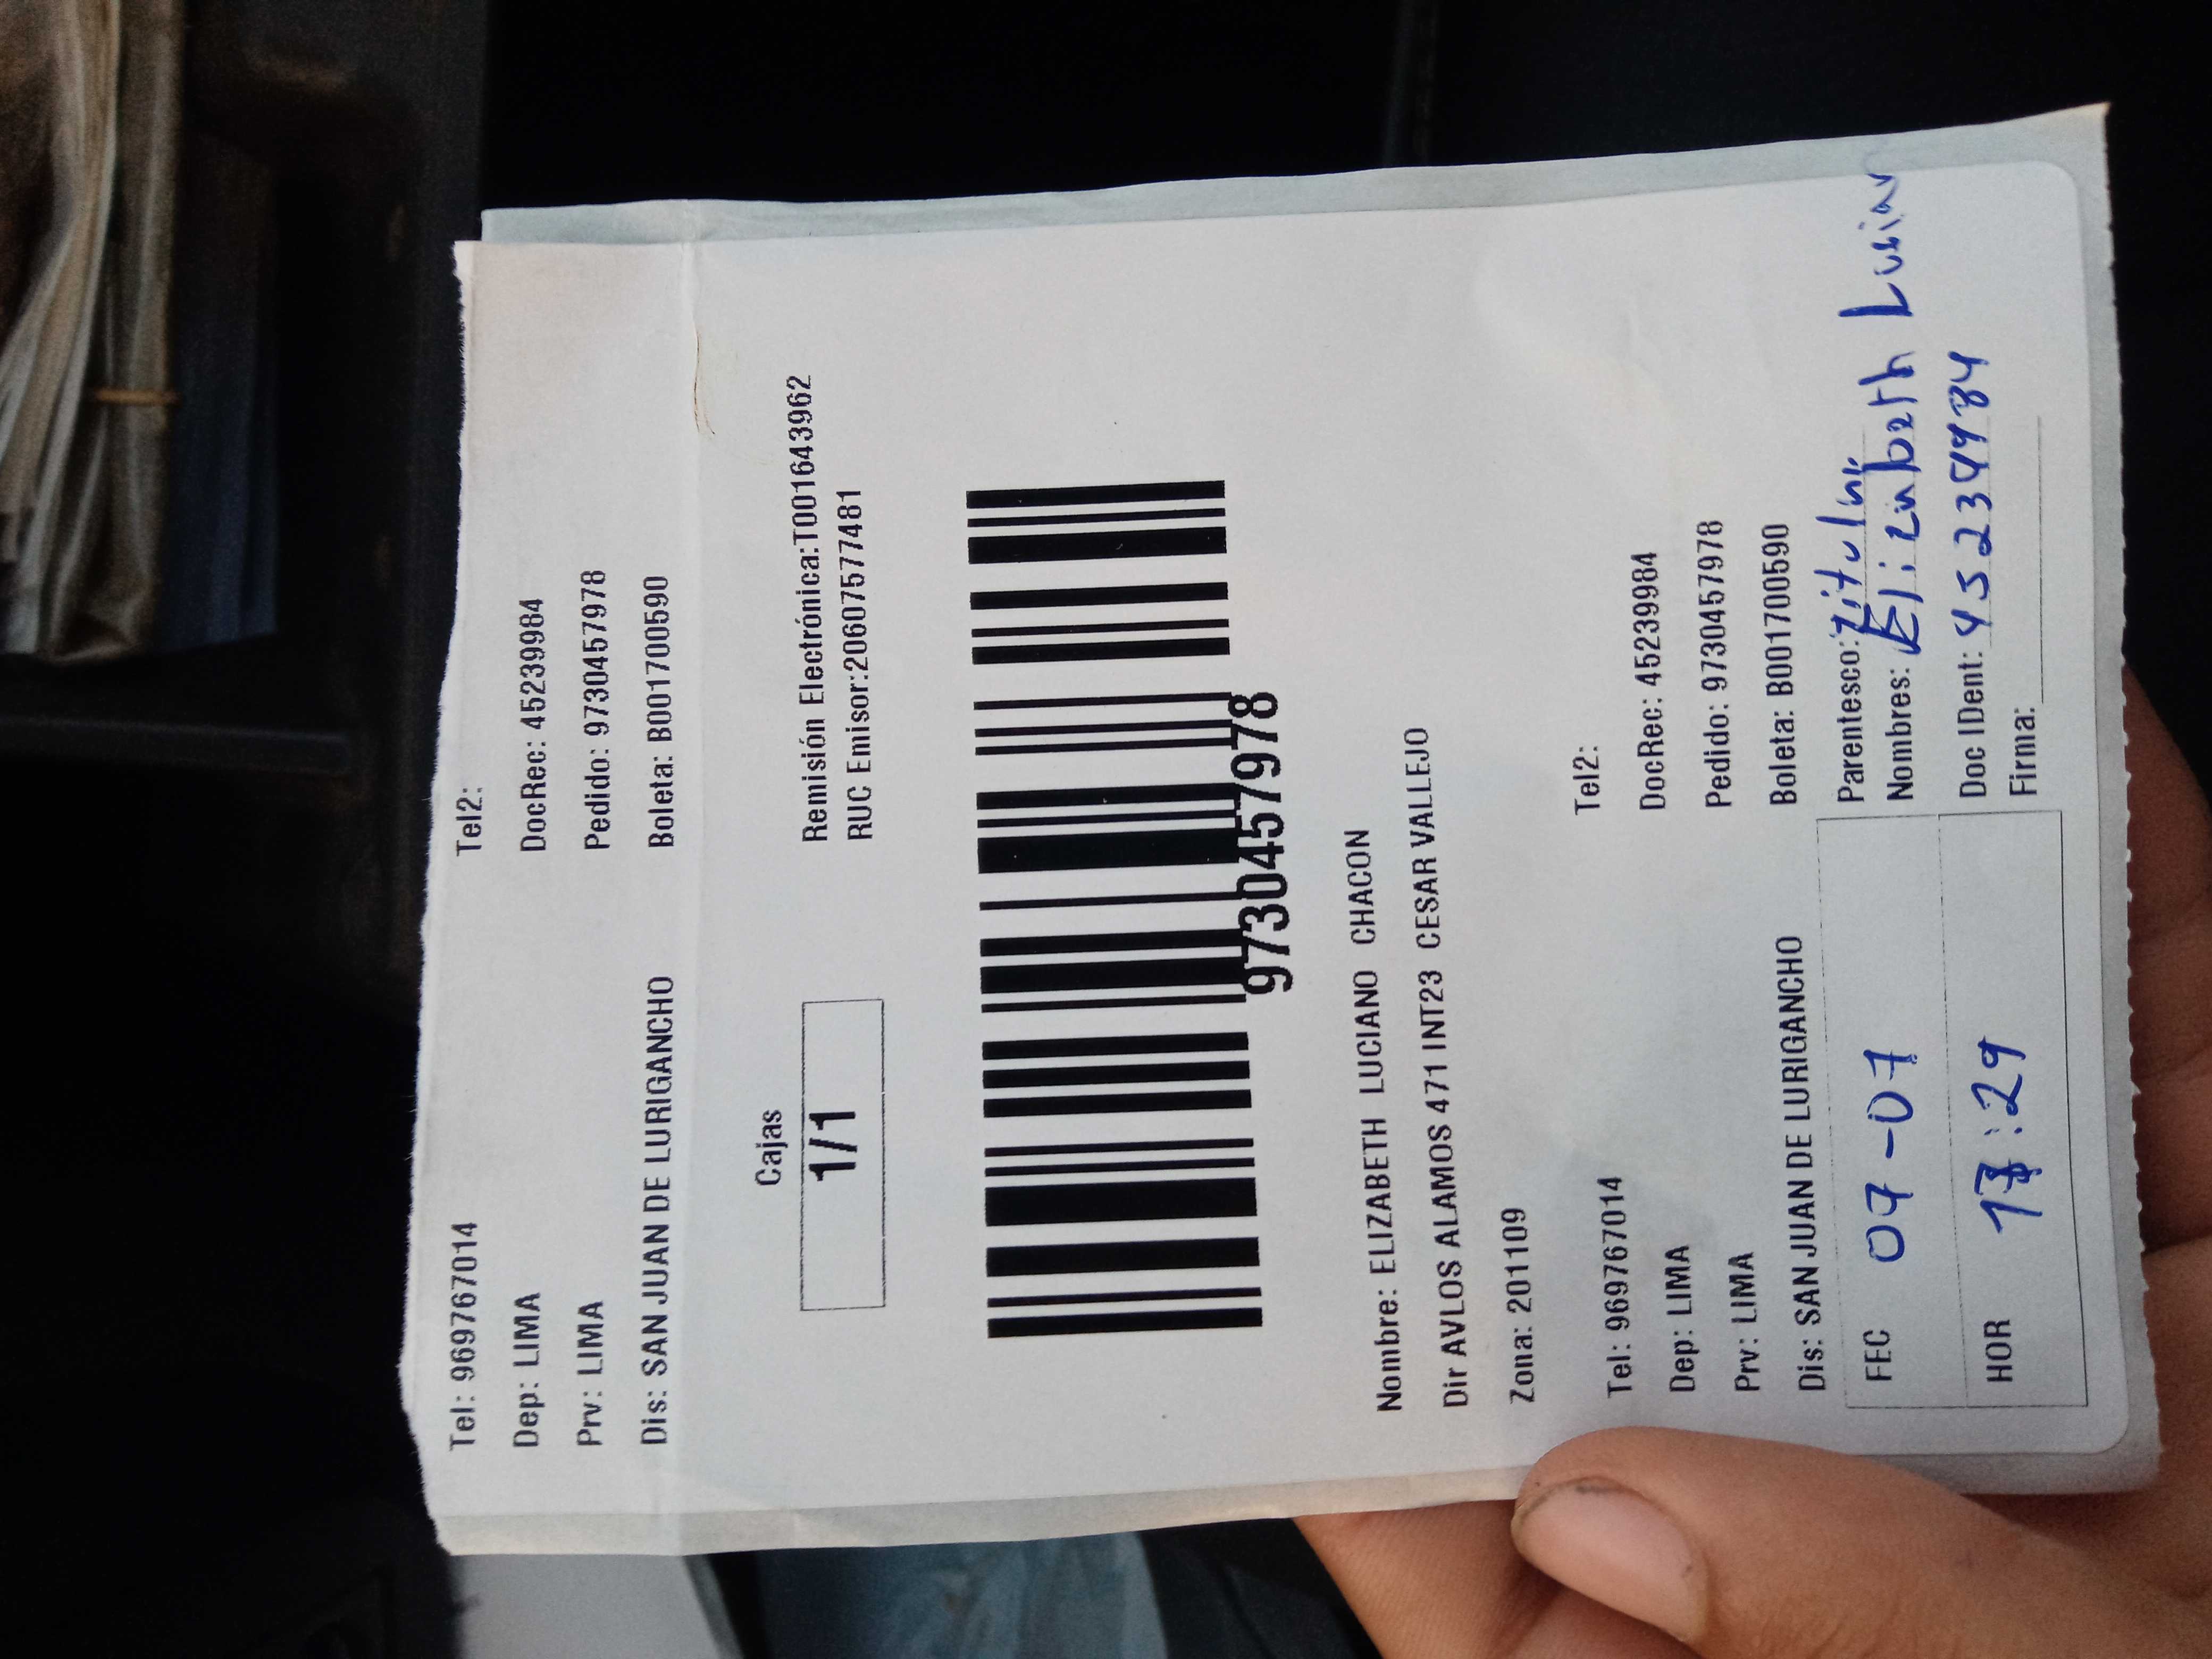 Tel: 969767014 Tel2:
Dep: LIMA DocRec: 45239984
Prv: LIMA Pedido: 9730457978
Dis: SAN JUAN DE LURIGANCHO Boleta: B001700590
Cajas
1/1
Remisión Electrónica:T001643962
RUC Emisor:20607577481
9730457978
Nombre: ELIZABETH LUCIANO CHACON
Dir AVLOS ALAMOS 471 INT23 CESAR VALLEJO
Zona: 201109
Tel: 969767014 Tel2:
Dep: LIMA DocRec: 45239984
Prv: LIMA Pedido: 9730457978
Dis: SAN JUAN DE LURIGANCHO Boleta: B001700590
FEC 07-07
HOR :29
Parentesco: Titular
Nombres: Elizabeth
Doc IDent:
Firma: